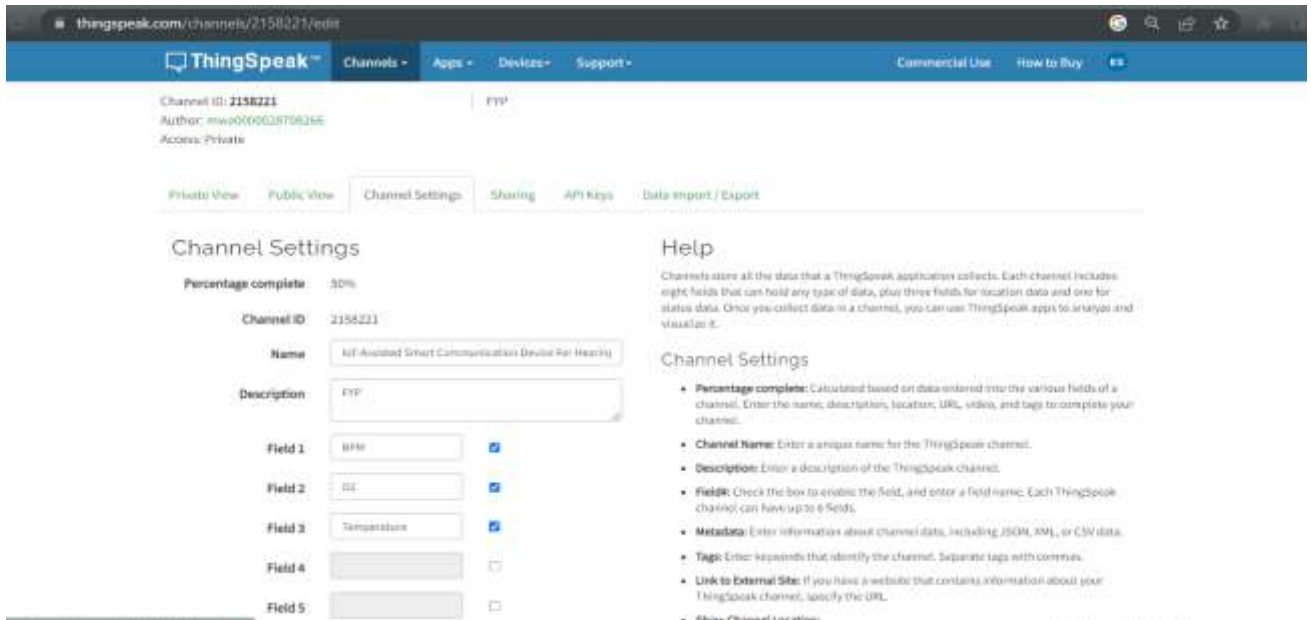 thingspeak.com/channels/2158221/edit
ThingSpeak™ Channels Apps Devices Support Commercial Use How to Buy
Channel ID: 2158221
FYP
Author:
Access: Private
Private View Public View Channel Settings Sharing API Keys Data Import / Export
Channel Settings
Percentage complete 50%
Channel ID 2158221
Name IoT-Assisted Smart Communication Device For Hearing
Description FYP
Field 1 BPM
Field 2
Field 3 Temperature
Field 4
Field 5
Help
Channels store all the data that a ThingSpeak application collects. Each channel includes
eight fields that can hold any type of data, plus three fields for location data and one for
status data. Once you collect data in a channel, you can use ThingSpeak apps to analyze and
visualize it.
Channel Settings
• Percentage complete: Calculated based on data entered into the various fields of a
channel. Enter the name, description, location, URL, video, and tags to complete your
channel.
• Channel Name: Enter a unique name for the ThingSpeak channel.
• Description: Enter a description of the ThingSpeak channel.
• Field#: Check the box to enable the field, and enter a field name. Each ThingSpeak
channel can have up to 8 fields.
• Metadata: Enter information about channel data, including JSON, XML, or CSV data.
• Tags: Enter keywords that identify the channel. Separate tags with commas.
• Link to External Site: If you have a website that contains information about your
ThingSpeak channel, specify the URL.
• Show Channel Location: